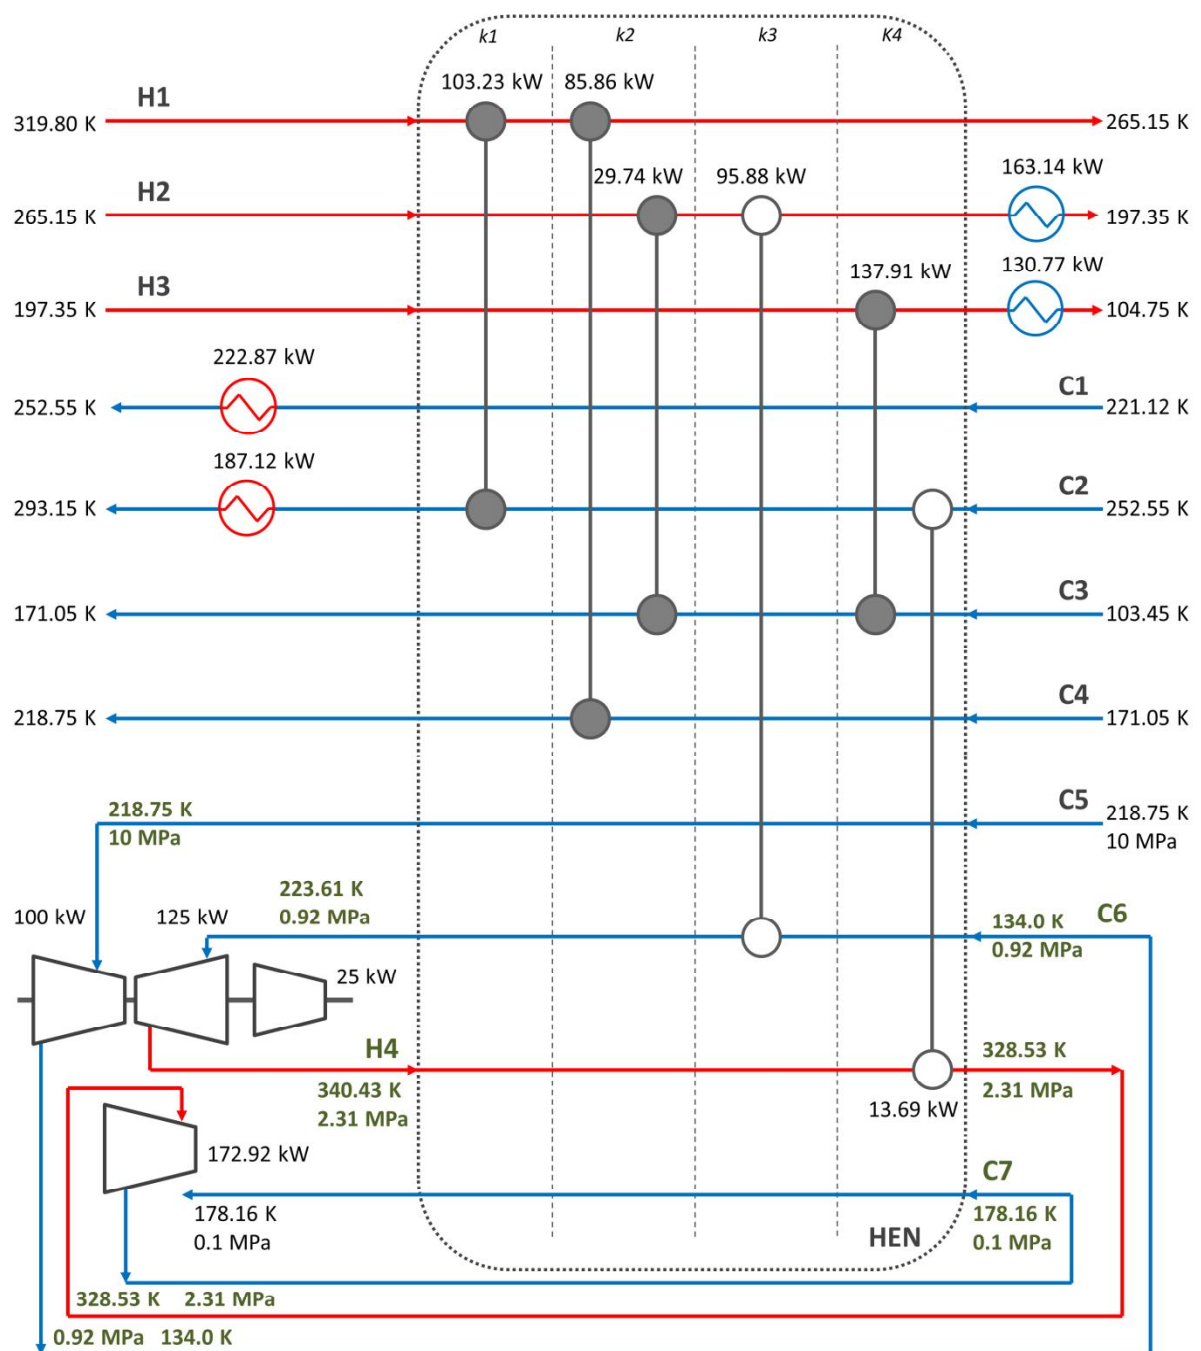 k1 k2 k3 K4
103.23 kW 85.86 kW
H1
319.80 K 265.15 K
29.74 kW 95.88 kW 163.14 kW
H2
265.15 K 197.35 K
137.91 kW 130.77 kW
H3
197.35 K 104.75 K
222.87 kW
C1
252.55 K 221.12 K
187.12 kW
C2
293.15 K 252.55 K
C3
171.05 K 103.45 K
C4
218.75 K 171.05 K
C5
218.75 K 218.75 K
10 MPa 10 MPa
223.61 K
100 kW 125 kW 0.92 MPa 134.0 K C6
0.92 MPa
25 kW
H4 328.53 K
340.43 K 2.31 MPa
2.31 MPa 13.69 kW
172.92 kW
C7
178.16 K 178.16 K
0.1 MPa 0.1 MPa
HEN
328.53 K 2.31 MPa
0.92 MPa 134.0 K